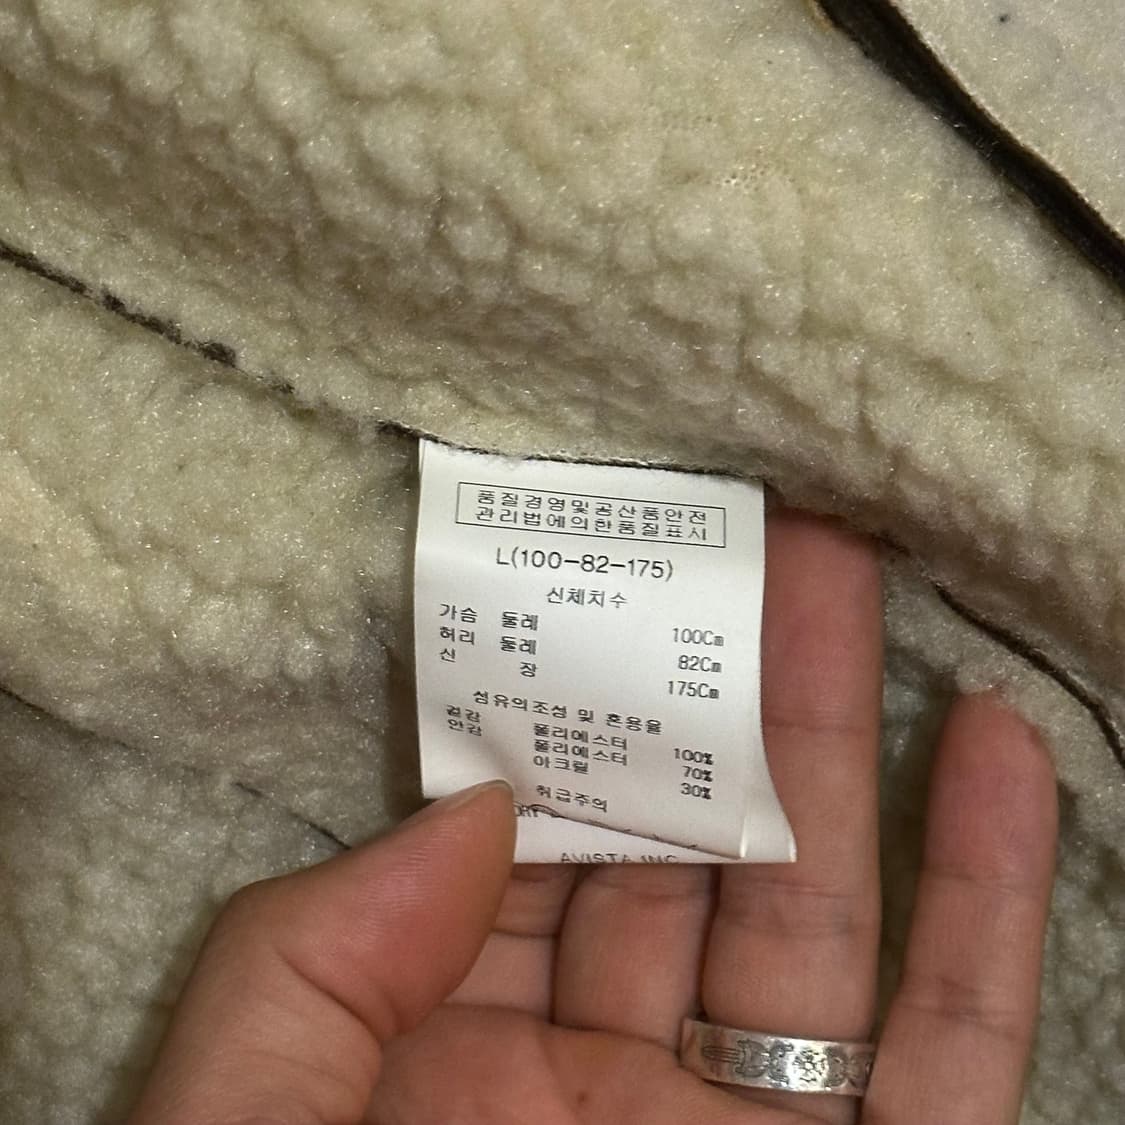 품질경영및공산품안전
관리법에의한품질표시
L(100-82-175)
신체치수
가슴 둘레 100Cm
허리 둘레 82Cm
신 장 175Cm
섬유의조성 및 혼용율
겉감 폴리에스터 100%
안감 폴리에스터 70%
아크릴 30%
취급주의
DRY
AVISTA INC